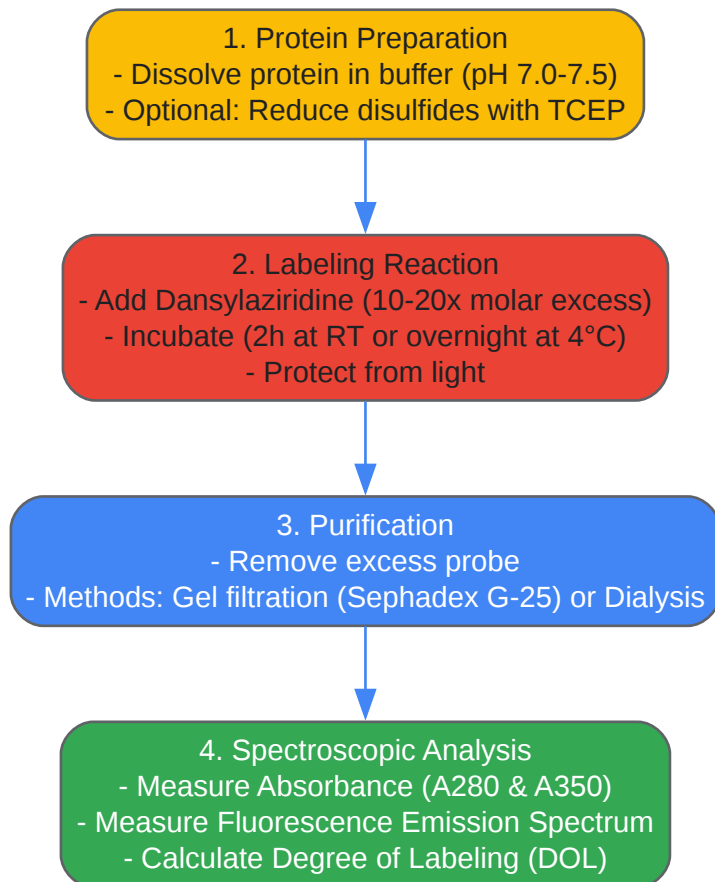 1. Protein Preparation
- Dissolve protein in buffer (pH 7.0-7.5)
- Optional: Reduce disulfides with TCEP
2. Labeling Reaction
- Add Dansylaziridine (10-20x molar excess)
- Incubate (2h at RT or overnight at 4°C)
- Protect from light
3. Purification
- Remove excess probe
- Methods: Gel filtration (Sephadex G-25) or Dialysis
4. Spectroscopic Analysis
- Measure Absorbance (A280 & A350)
- Measure Fluorescence Emission Spectrum
- Calculate Degree of Labeling (DOL)